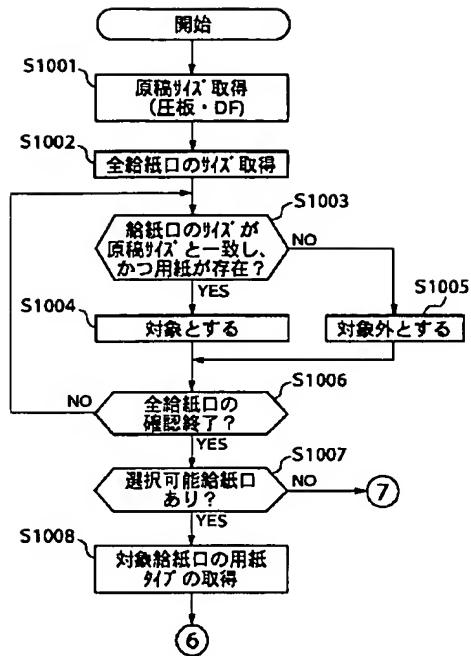 開始
S1001
原稿サイズ取得
(圧板・DF)
S1002
全給紙口のサイズ取得
S1003
給紙口のサイズが
原稿サイズと一致し、
かつ用紙が存在?
NO
YES
S1004
対象とする
S1005
対象外とする
S1006
全給紙口の
確認終了?
NO
YES
S1007
選択可能給紙口
あり?
NO
7
YES
S1008
対象給紙口の用紙
タイプの取得
6